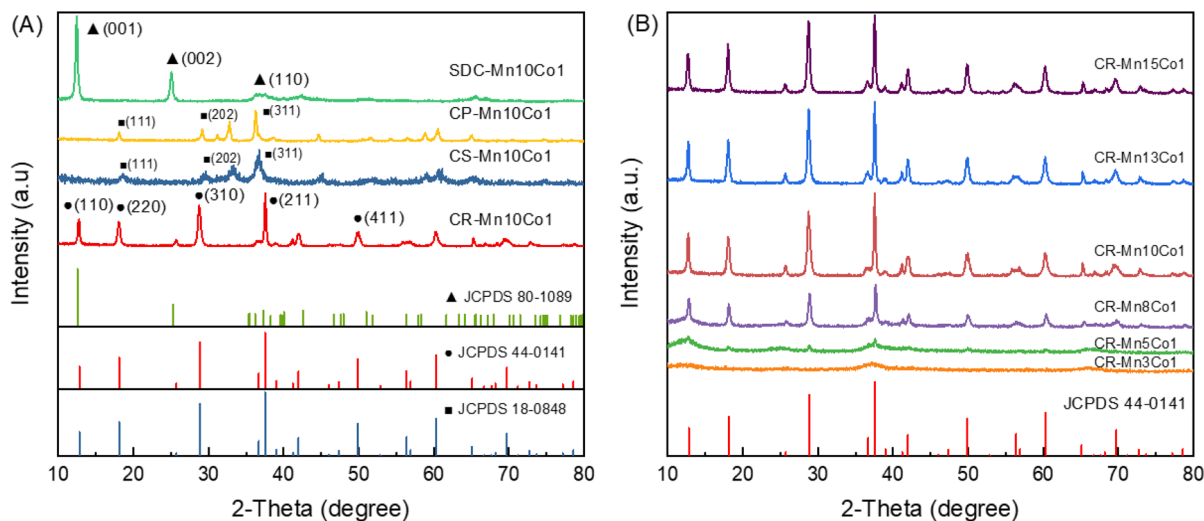 (A)
▲(001)
▲(002)
▲(110)
SDC-Mn10Co1
■(111)
■(202)
■(311)
CP-Mn10Co1
■(111)
■(202)
■(311)
CS-Mn10Co1
●(110)
●(220)
●(310)
●(211)
●(411)
CR-Mn10Co1
▲ JCPDS 80-1089
● JCPDS 44-0141
■ JCPDS 18-0848
Intensity (a.u)
10 20 30 40 50 60 70 80
2-Theta (degree)
(B)
CR-Mn15Co1
CR-Mn13Co1
CR-Mn10Co1
CR-Mn8Co1
CR-Mn5Co1
CR-Mn3Co1
JCPDS 44-0141
Intensity (a.u.)
10 20 30 40 50 60 70 80
2-Theta (degree)